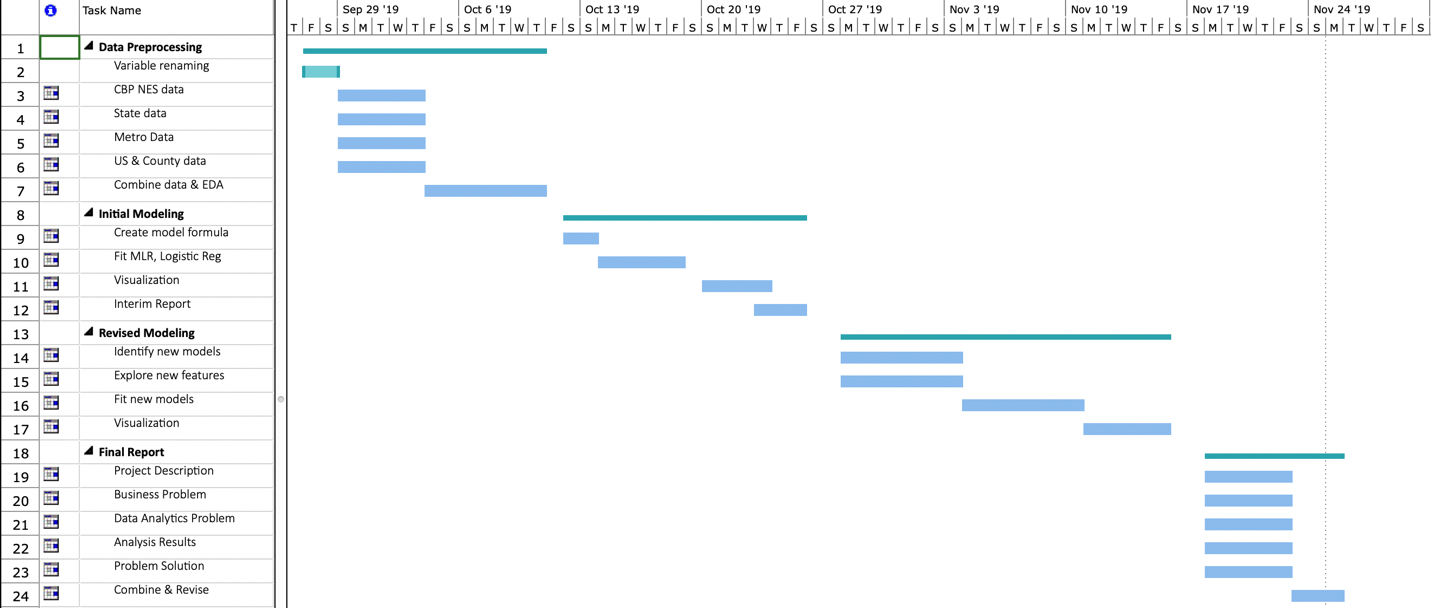 Task Name
Sep 29 '19 Oct 6 '19 Oct 13 '19 Oct 20 '19 Oct 27 '19 Nov 3 '19 Nov 10 '19 Nov 17 '19 Nov 24 '19
T F S S M T W T F S S M T W T F S S M T W T F S S M T W T F S S M T W T F S S M T W T F S S M T W T F S S M T W T F S S M T W T F S
1 Data Preprocessing
2 Variable renaming
3 CBP NES data
4 State data
5 Metro Data
6 US & County data
7 Combine data & EDA
8 Initial Modeling
9 Create model formula
10 Fit MLR, Logistic Reg
11 Visualization
12 Interim Report
13 Revised Modeling
14 Identify new models
15 Explore new features
16 Fit new models
17 Visualization
18 Final Report
19 Project Description
20 Business Problem
21 Data Analytics Problem
22 Analysis Results
23 Problem Solution
24 Combine & Revise